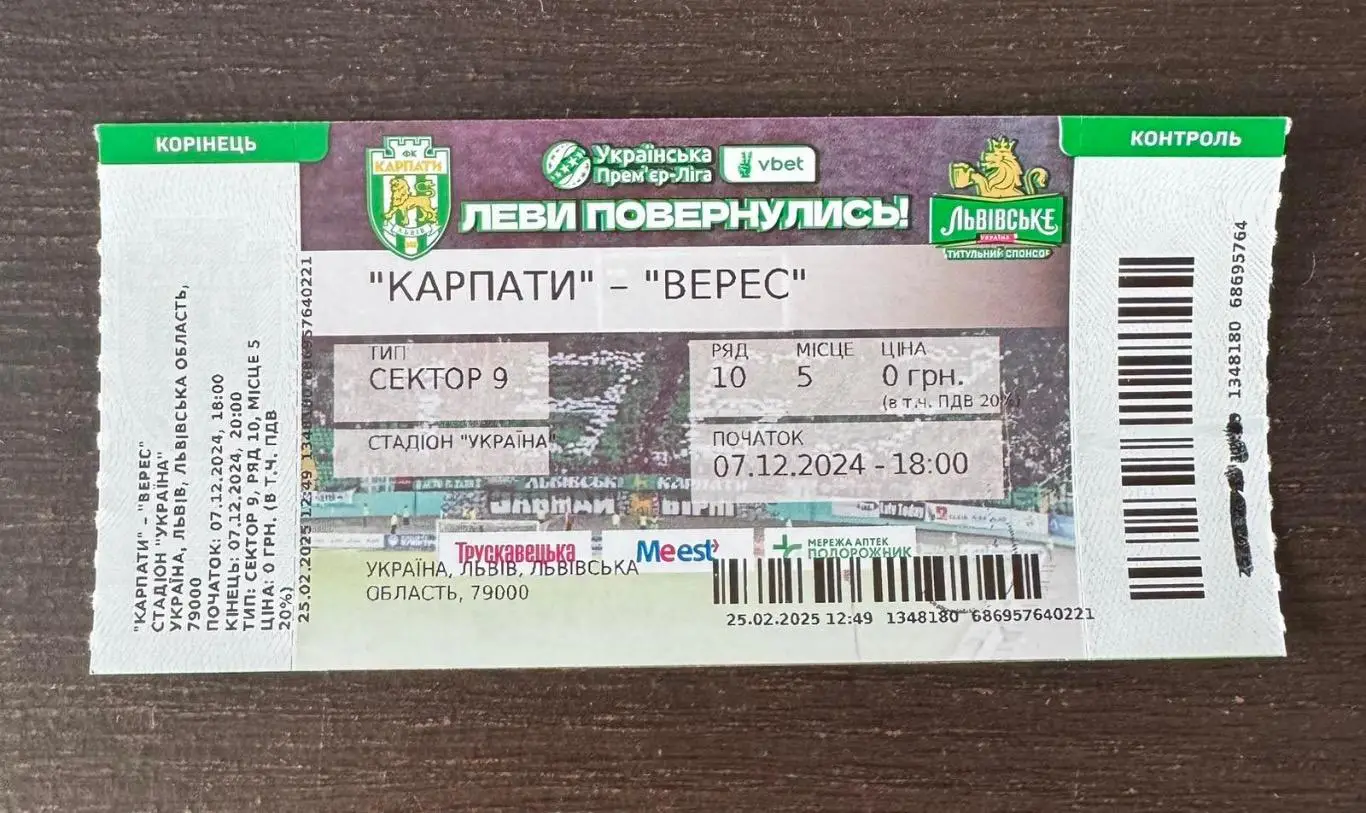 КОРІНЕЦЬ
"КАРПАТИ" – "ВЕРЕС"
СТАДІОН "УКРАЇНА"
УКРАЇНА, ЛЬВІВ, ЛЬВІВСЬКА ОБЛАСТЬ,
79000
ПОЧАТОК: 07.12.2024, 18:00
КІНЕЦЬ: 07.12.2024, 20:00
ТИП: СЕКТОР 9, РЯД 10, МІСЦЕ 5
ЦІНА: 0 ГРН. (В Т.Ч. ПДВ
20%)
25.02.2025 12:49 1348180 686957640221
ФК
КАРПАТИ
ЛЬВІВ
Українська
Прем'єр-Ліга
vbet
ЛЕВИ ПОВЕРНУЛИСЬ!
ЛЬВІВСЬКЕ
УКРАЇНА
ТИТУЛЬНИЙ СПОНСО
"КАРПАТИ" – "ВЕРЕС"
ТИП
СЕКТОР 9
СТАДІОН "УКРАЇНА"
РЯД МІСЦЕ ЦІНА
10 5 0 грн.
(в т.ч. ПДВ 20%)
ПОЧАТОК
07.12.2024 - 18:00
ЛЬВІВСЬКІ КАРПАТИ
Трускавецька
Meest
МЕРЕЖА АПТЕК
ПОДОРОЖНИК
УКРАЇНА, ЛЬВІВ, ЛЬВІВСЬКА
ОБЛАСТЬ, 79000
25.02.2025 12:49 1348180 686957640221
КОНТРОЛЬ
1348180 68695764